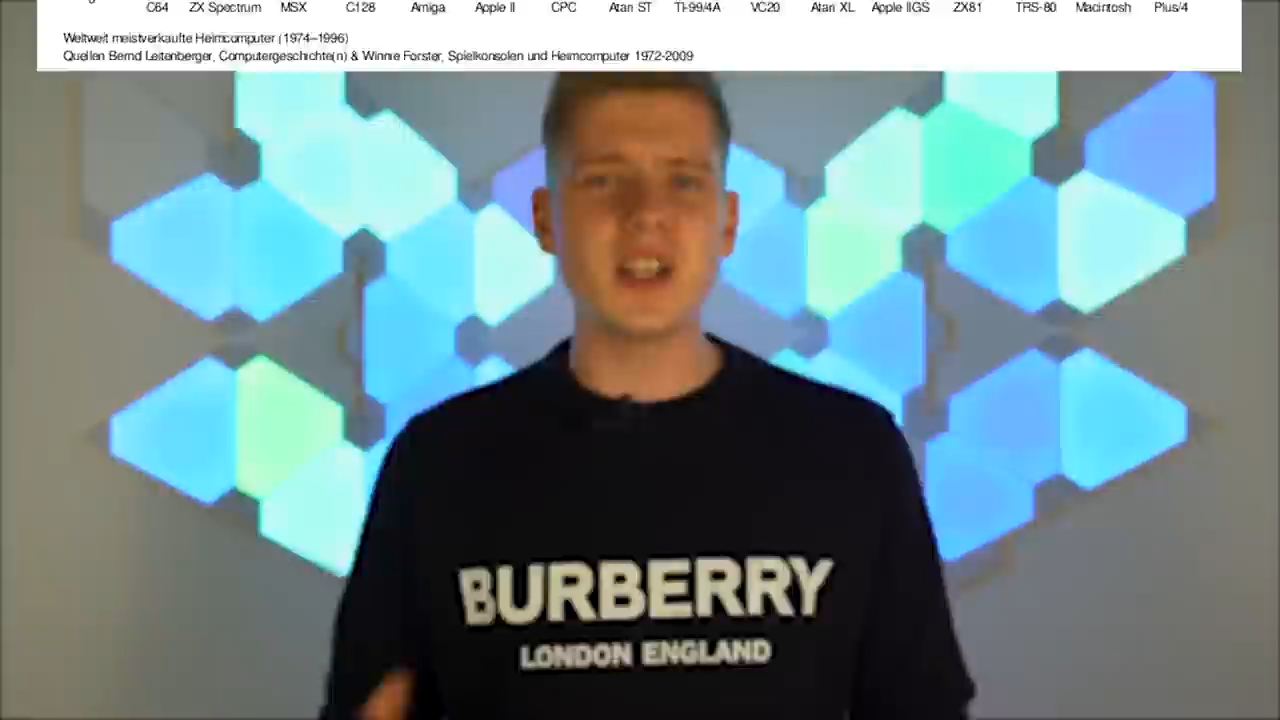 C64 ZX Spectrum MSX C128 Amiga Apple II CPC Atari ST TI-99/4A VC20 Atari XL Apple IIGS ZX81 TRS-80 Macintosh Plus/4
Weltweit meistverkaufte Heimcomputer (1974–1996)
Quellen Bernd Leitenberger, Computergeschichte(n) & Winnie Forster, Spielkonsolen und Heimcomputer 1972-2009
BURBERRY
LONDON ENGLAND